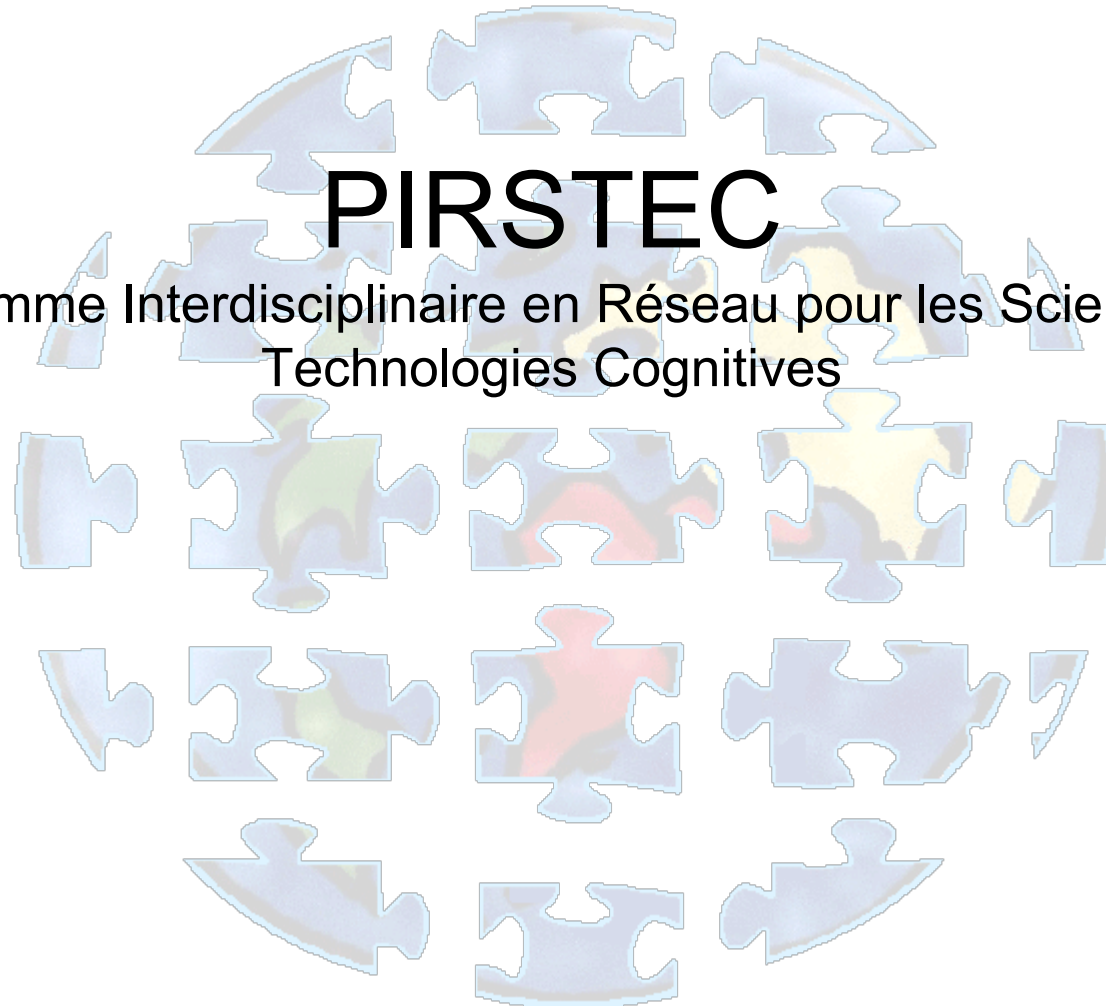 PIRSTEC
mme Interdisciplinaire en Réseau pour les Scie
Technologies Cognitives